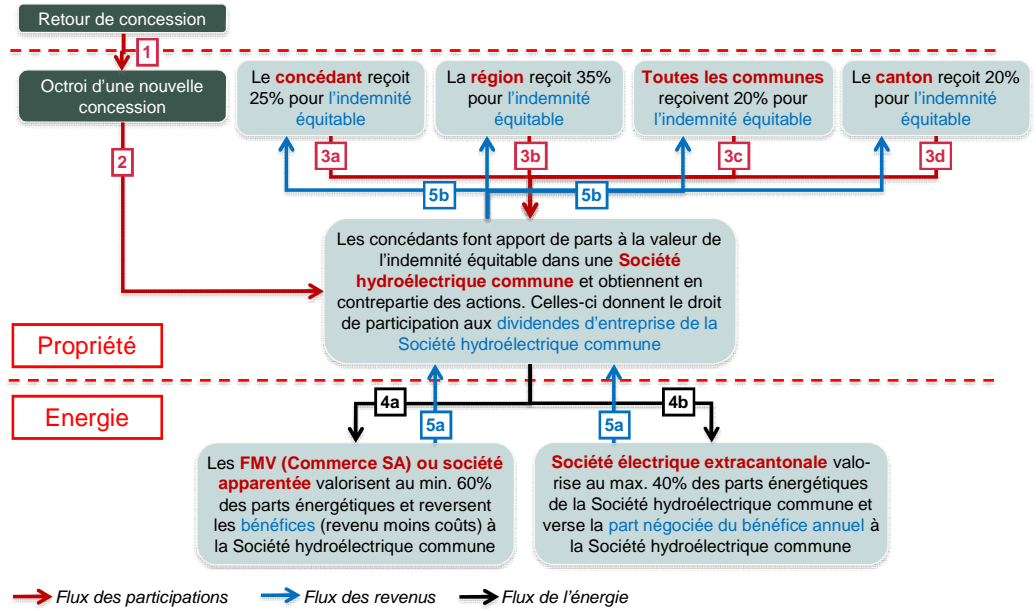 Retour de concession
1
Octroi d'une nouvelle
concession
Le concédant reçoit
25% pour l'indemnité
équitable
La région reçoit 35%
pour l'indemnité
équitable
Toutes les communes
reçoivent 20% pour
l'indemnité équitable
Le canton reçoit 20%
pour l'indemnité
équitable
2
3a
3b
3c
3d
5b
5b
Les concédants font apport de parts à la valeur de
l'indemnité équitable dans une Société
hydroélectrique commune et obtiennent en
contrepartie des actions. Celles-ci donnent le droit
de participation aux dividendes d'entreprise de la
Société hydroélectrique commune
Propriété
Energie
4a
4b
5a
5a
Les FMV (Commerce SA) ou société
apparentée valorisent au min. 60%
des parts énergétiques et reversent
les bénéfices (revenu moins coûts) à
la Société hydroélectrique commune
Société électrique extracantonale valo-
rise au max. 40% des parts énergétiques
de la Société hydroélectrique commune et
verse la part négociée du bénéfice annuel à
la Société hydroélectrique commune
Flux des participations
Flux des revenus
Flux de l'énergie